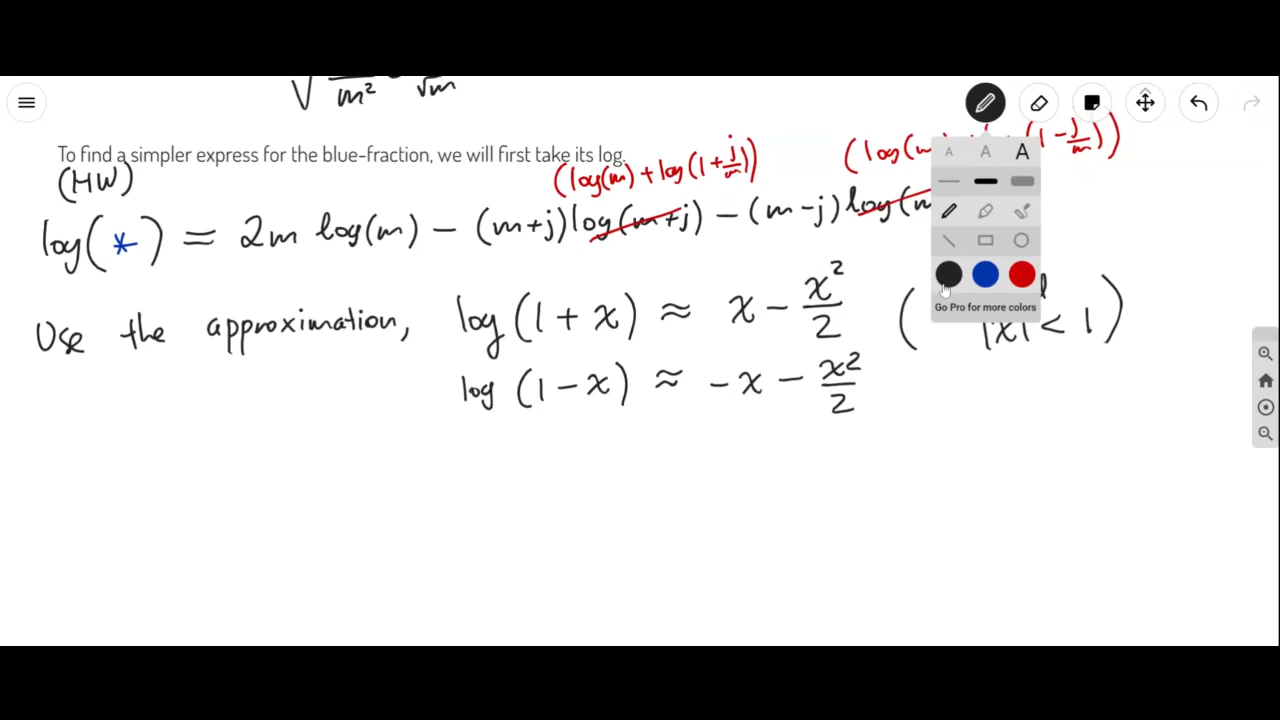 √ m² √m
To find a simpler express for the blue-fraction, we will first take its log.
(HW)
(log(m) + log(1+j/m)) (log(m (1-j/m))
log(*) = 2m log(m) - (m+j) log(m+j) - (m-j) log(m
Use the approximation, log(1+x) ≈ x - x²/2 ( |x| < 1 )
log(1-x) ≈ -x - x²/2
A A A
Go Pro for more colors